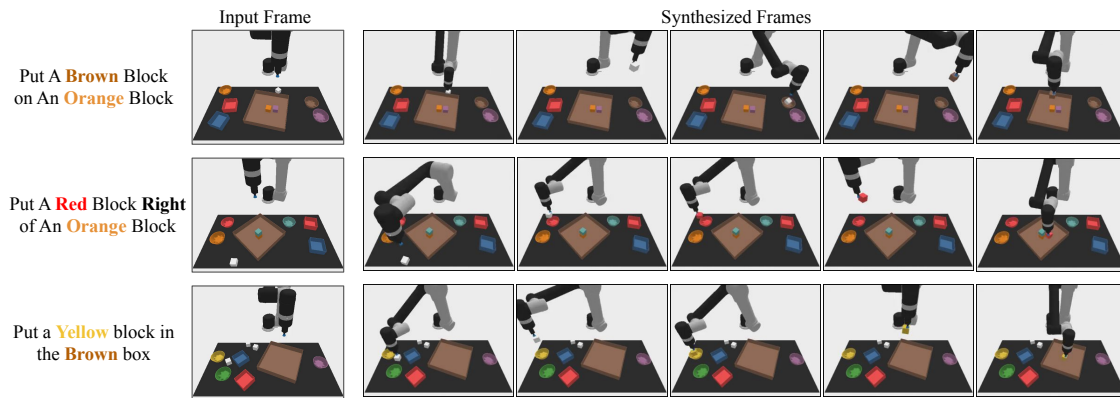 Input Frame
Synthesized Frames
Put A Brown Block
on An Orange Block
Put A Red Block Right
of An Orange Block
Put a Yellow block in
the Brown box